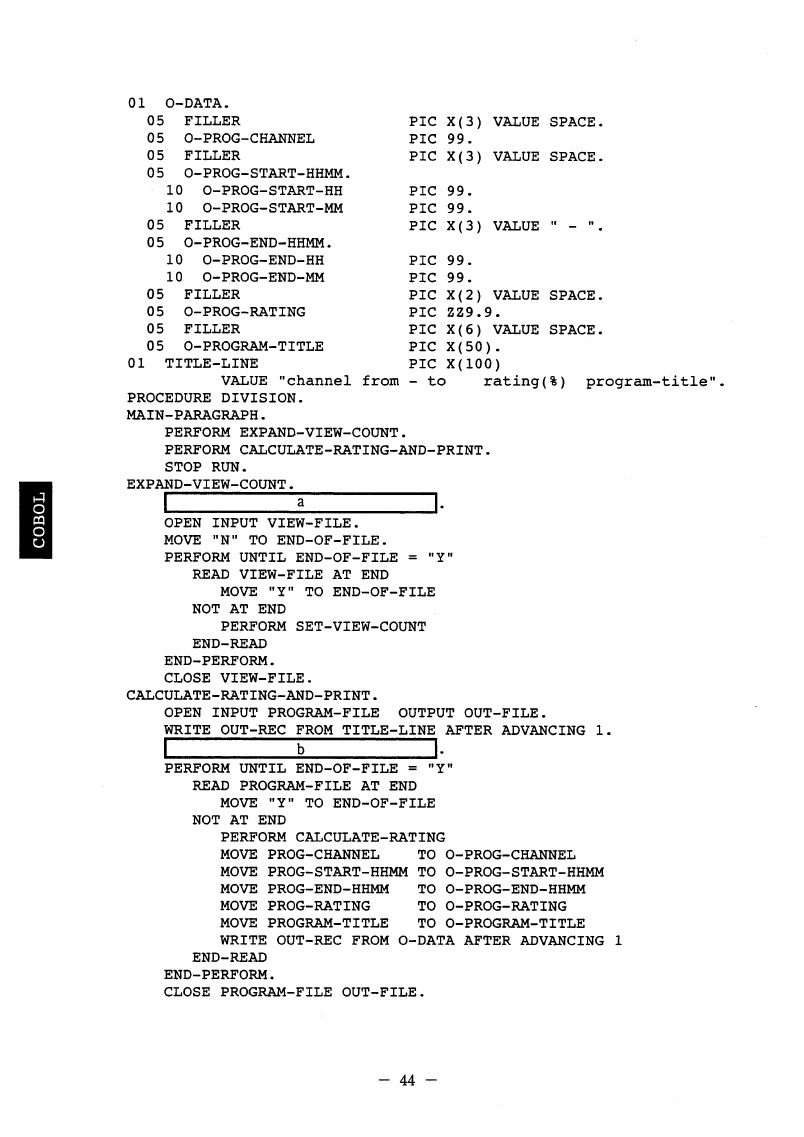 01 O-DATA.
05 FILLER PIC X(3) VALUE SPACE.
05 O-PROG-CHANNEL PIC 99.
05 FILLER PIC X(3) VALUE SPACE.
05 O-PROG-START-HHMM.
10 O-PROG-START-HH PIC 99.
10 O-PROG-START-MM PIC 99.
05 FILLER PIC X(3) VALUE " - ".
05 O-PROG-END-HHMM.
10 O-PROG-END-HH PIC 99.
10 O-PROG-END-MM PIC 99.
05 FILLER PIC X(2) VALUE SPACE.
05 O-PROG-RATING PIC ZZ9.9.
05 FILLER PIC X(6) VALUE SPACE.
05 O-PROGRAM-TITLE PIC X(50).
01 TITLE-LINE PIC X(100)
VALUE "channel from - to rating(%) program-title".
PROCEDURE DIVISION.
MAIN-PARAGRAPH.
PERFORM EXPAND-VIEW-COUNT.
PERFORM CALCULATE-RATING-AND-PRINT.
STOP RUN.
EXPAND-VIEW-COUNT.
a .
OPEN INPUT VIEW-FILE.
MOVE "N" TO END-OF-FILE.
PERFORM UNTIL END-OF-FILE = "Y"
READ VIEW-FILE AT END
MOVE "Y" TO END-OF-FILE
NOT AT END
PERFORM SET-VIEW-COUNT
END-READ
END-PERFORM.
CLOSE VIEW-FILE.
CALCULATE-RATING-AND-PRINT.
OPEN INPUT PROGRAM-FILE OUTPUT OUT-FILE.
WRITE OUT-REC FROM TITLE-LINE AFTER ADVANCING 1.
b .
PERFORM UNTIL END-OF-FILE = "Y"
READ PROGRAM-FILE AT END
MOVE "Y" TO END-OF-FILE
NOT AT END
PERFORM CALCULATE-RATING
MOVE PROG-CHANNEL TO O-PROG-CHANNEL
MOVE PROG-START-HHMM TO O-PROG-START-HHMM
MOVE PROG-END-HHMM TO O-PROG-END-HHMM
MOVE PROG-RATING TO O-PROG-RATING
MOVE PROGRAM-TITLE TO O-PROGRAM-TITLE
WRITE OUT-REC FROM O-DATA AFTER ADVANCING 1
END-READ
END-PERFORM.
CLOSE PROGRAM-FILE OUT-FILE.
COBOL
- 44 -